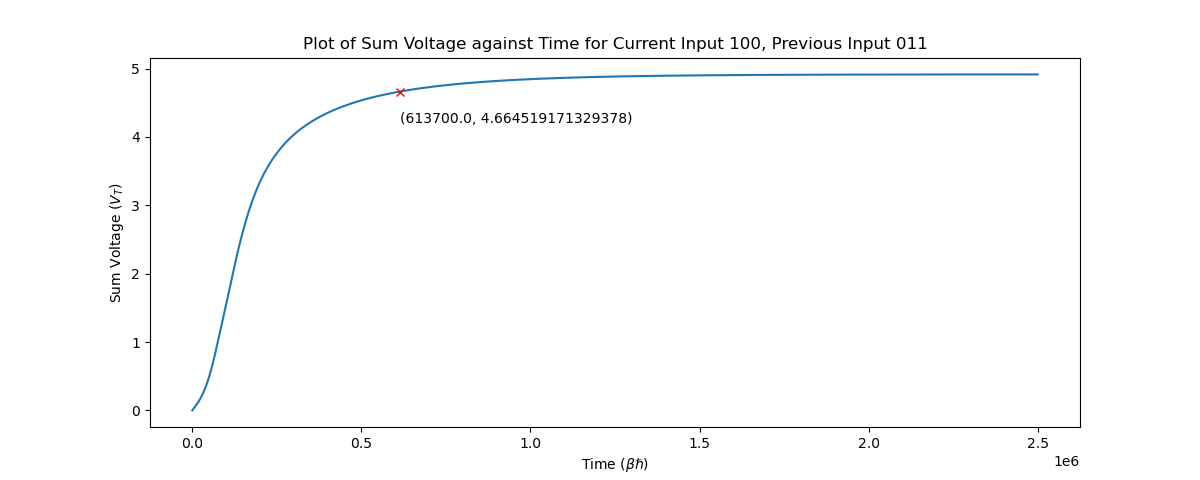 Plot of Sum Voltage against Time for Current Input 100, Previous Input 011
Sum Voltage (V_T)
5
4
3
2
1
0
(613700.0, 4.664519171329378)
0.0 0.5 1.0 1.5 2.0 2.5
1e6
Time (βħ)